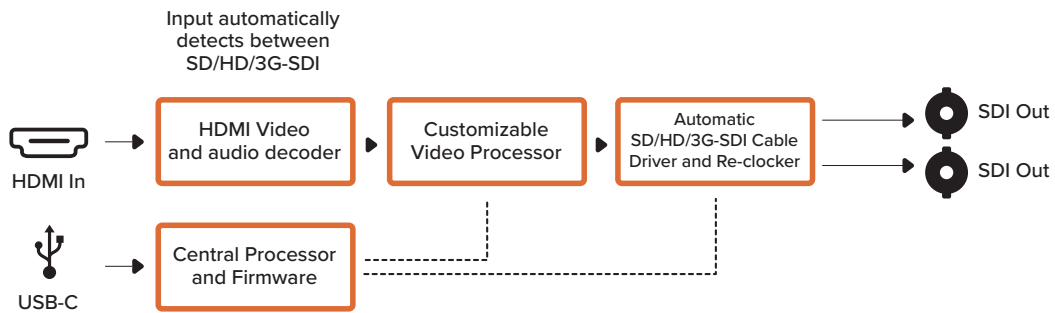 Input automatically
detects between
SD/HD/3G-SDI
HDMI In
HDMI Video
and audio decoder
Customizable
Video Processor
Automatic
SD/HD/3G-SDI Cable
Driver and Re-clocker
SDI Out
SDI Out
USB-C
Central Processor
and Firmware